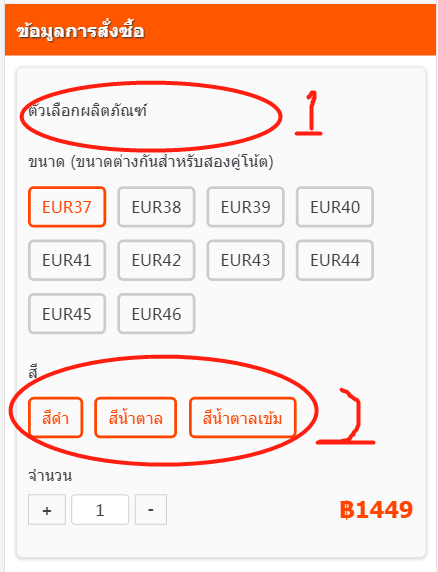 ข้อมูลการสั่งซื้อ
ตัวเลือกผลิตภัณฑ์
1
ขนาด (ขนาดต่างกันสำหรับสองคู่โน้ต)
EUR37 EUR38 EUR39 EUR40
EUR41 EUR42 EUR43 EUR44
EUR45 EUR46
สี
สีดำ สีน้ำตาล สีน้ำตาลเข้ม
2
จำนวน
+ 1 - ฿1449